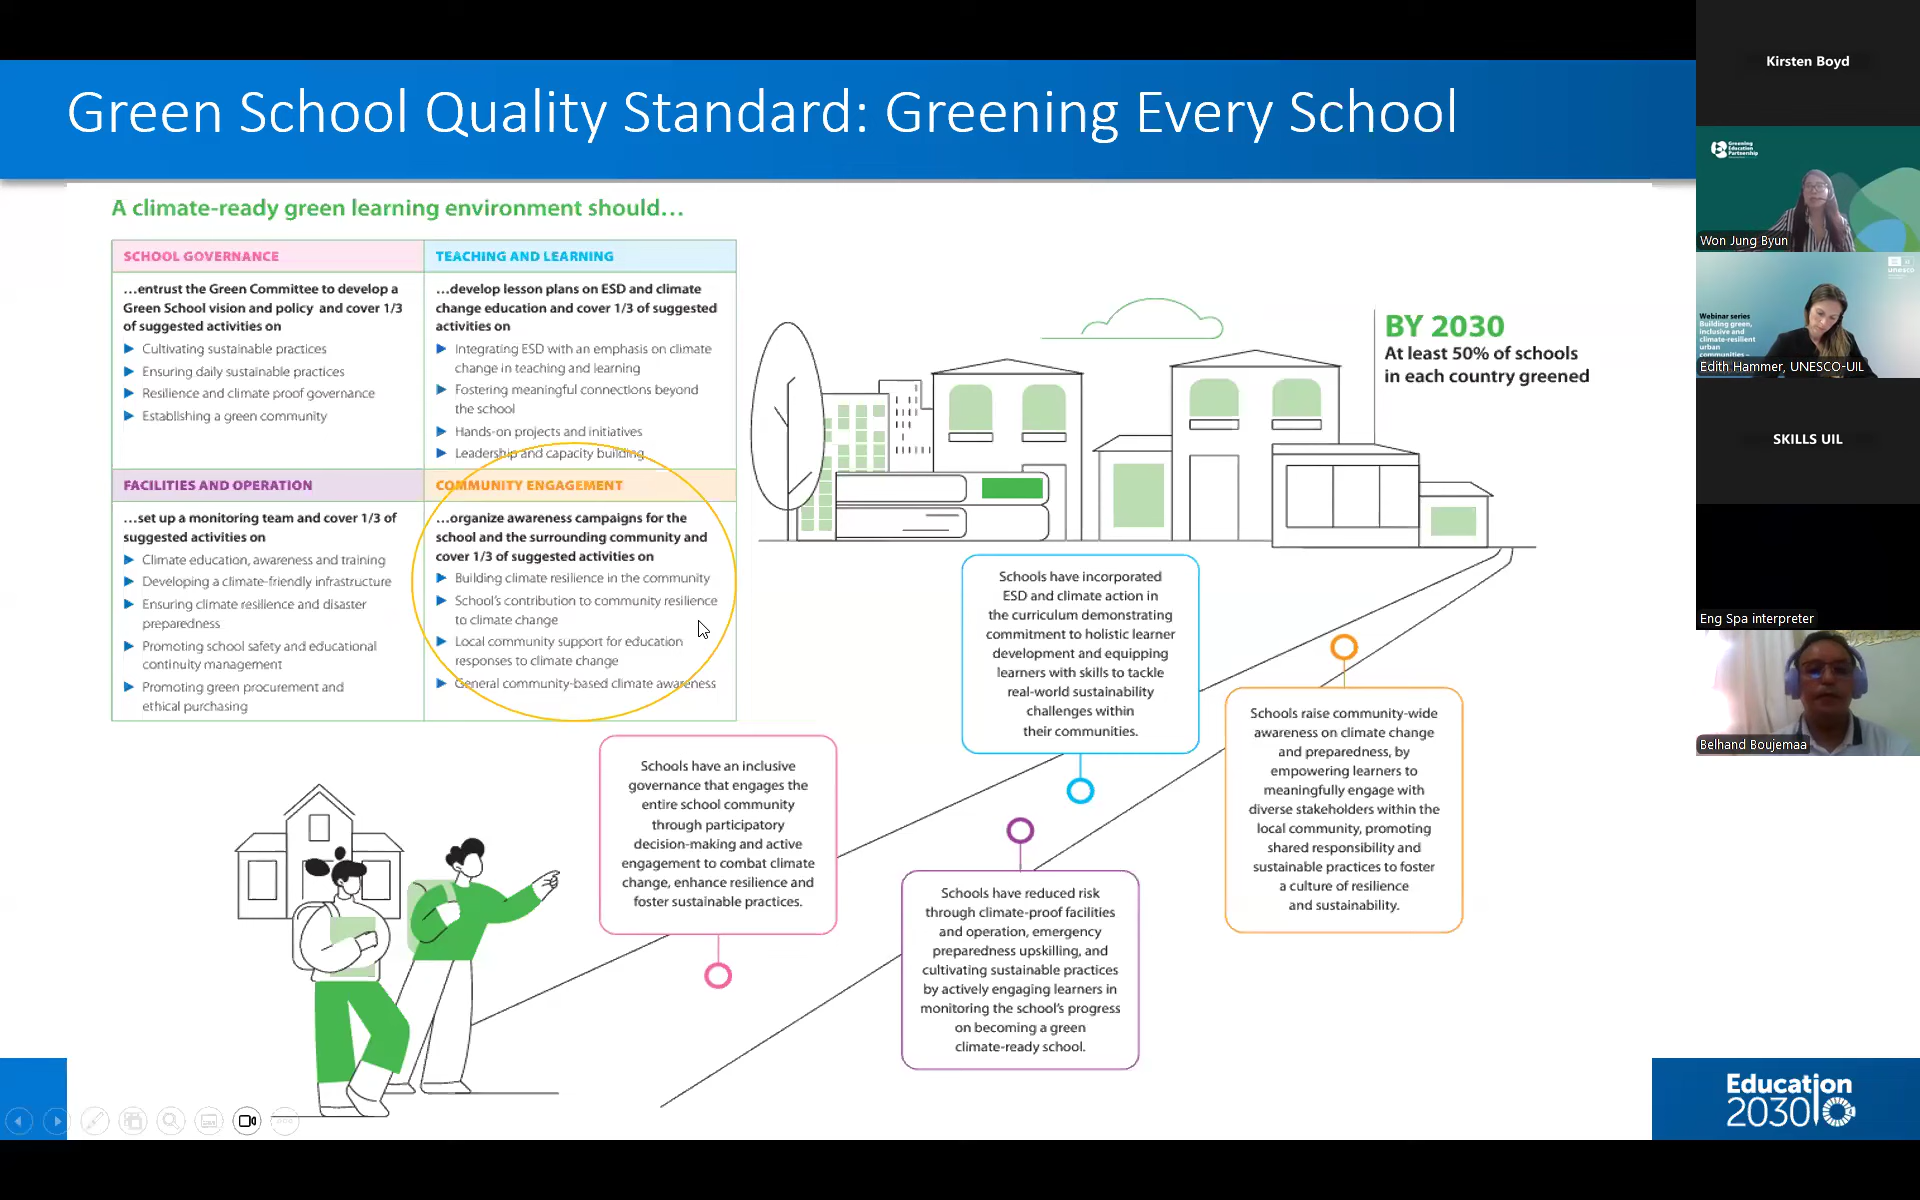 Green School Quality Standard: Greening Every School
A climate-ready green learning environment should...
SCHOOL GOVERNANCE
...entrust the Green Committee to develop a
Green School vision and policy and cover 1/3
of suggested activities on
Cultivating sustainable practices
Ensuring daily sustainable practices
Resilience and climate proof governance
Establishing a green community
TEACHING AND LEARNING
...develop lesson plans on ESD and climate
change education and cover 1/3 of suggested
activities on
Integrating ESD with an emphasis on climate
change in teaching and learning
Fostering meaningful connections beyond
the school
Hands-on projects and initiatives
Leadership and capacity building
FACILITIES AND OPERATION
...set up a monitoring team and cover 1/3 of
suggested activities on
Climate education, awareness and training
Developing a climate-friendly infrastructure
Ensuring climate resilience and disaster
preparedness
Promoting school safety and educational
continuity management
Promoting green procurement and
ethical purchasing
COMMUNITY ENGAGEMENT
...organize awareness campaigns for the
school and the surrounding community and
cover 1/3 of suggested activities on
Building climate resilience in the community
School's contribution to community resilience
to climate change
Local community support for education
responses to climate change
General community-based climate awareness
BY 2030
At least 50% of schools
in each country greened
Schools have an inclusive
governance that engages the
entire school community
through participatory
decision-making and active
engagement to combat climate
change, enhance resilience and
foster sustainable practices.
Schools have incorporated
ESD and climate action in
the curriculum demonstrating
commitment to holistic learner
development and equipping
learners with skills to tackle
real-world sustainability
challenges within
their communities.
Schools have reduced risk
through climate-proof facilities
and operation, emergency
preparedness upskilling, and
cultivating sustainable practices
by actively engaging learners in
monitoring the school's progress
on becoming a green
climate-ready school.
Schools raise community-wide
awareness on climate change
and preparedness, by
empowering learners to
meaningfully engage with
diverse stakeholders within the
local community, promoting
shared responsibility and
sustainable practices to foster
a culture of resilience
and sustainability.
Education
2030
Kirsten Boyd
Greening
Education
Partnership
Won Jung Byun
unesco
Webinar series
Building green,
inclusive and
climate-resilient
urban
communities
Edith Hammer, UNESCO-UIL
SKILLS UIL
Eng Spa interpreter
Belhand Boujemaa